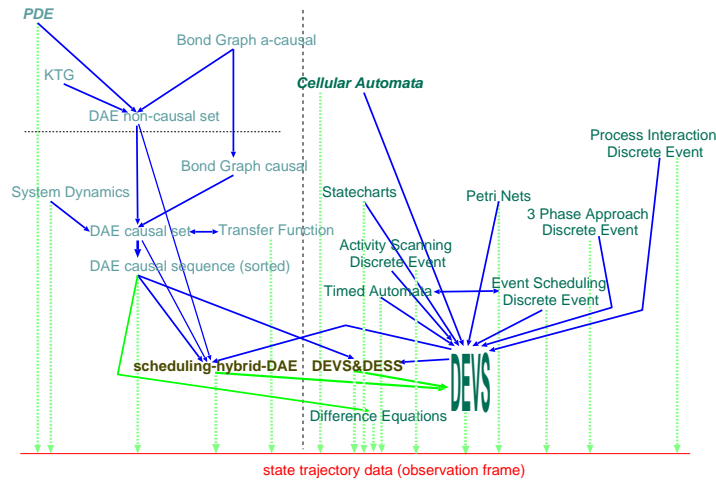 PDE
Bond Graph a-causal
KTG
Cellular Automata
DAE non-causal set
Process Interaction
Discrete Event
Bond Graph causal
System Dynamics
Statecharts
Petri Nets
3 Phase Approach
Discrete Event
DAE causal set
Transfer Function
Activity Scanning
Discrete Event
DAE causal sequence (sorted)
Timed Automata
Event Scheduling
Discrete Event
scheduling-hybrid-DAE
DEVS&DESS
DEVS
Difference Equations
state trajectory data (observation frame)